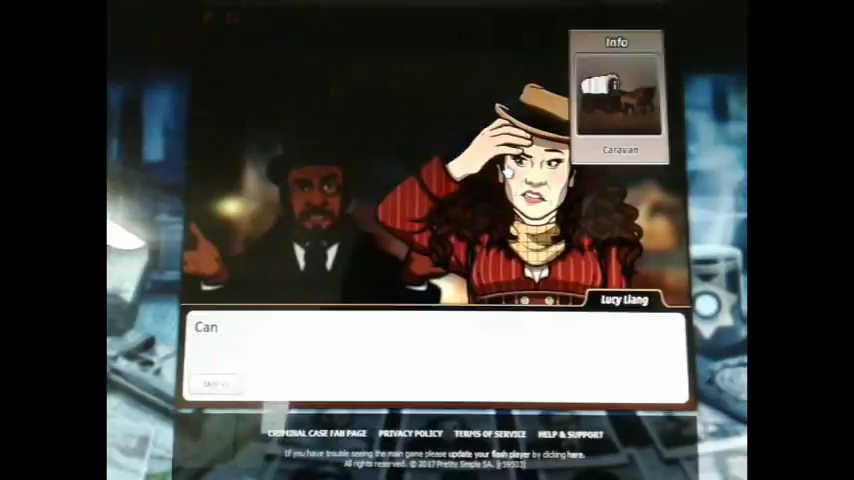 Info
Caravan
Lucy Liang
Can
CRIMINAL CASE FAN PAGE PRIVACY POLICY TERMS OF SERVICE HELP & SUPPORT
If you have trouble seeing the main game please update your flash player by clicking here.
All rights reserved. © 2017 Pretty Simple SA. [r19503]